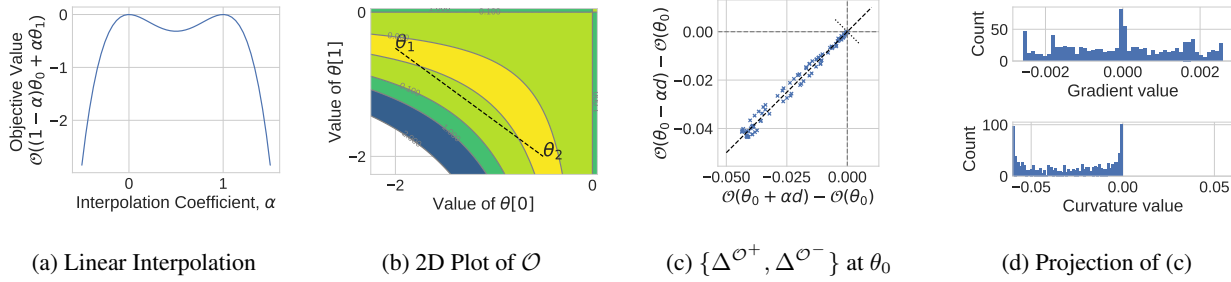 Objective Value
𝒪((1 − α)θ₀ + αθ₁)
0
−1
−2
0
1
Interpolation Coefficient, α
(a) Linear Interpolation
Value of θ[1]
0
−2
θ₁
θ₂
−2
0
Value of θ[0]
(b) 2D Plot of 𝒪
𝒪(θ₀ − αd) − 𝒪(θ₀)
0.00
−0.02
−0.04
−0.050
−0.025
0.000
𝒪(θ₀ + αd) − 𝒪(θ₀)
(c) {Δ^𝒪⁺, Δ^𝒪⁻} at θ₀
Count
50
0
−0.002
0.000
0.002
Gradient value
Count
100
0
−0.05
0.00
0.05
Curvature value
(d) Projection of (c)